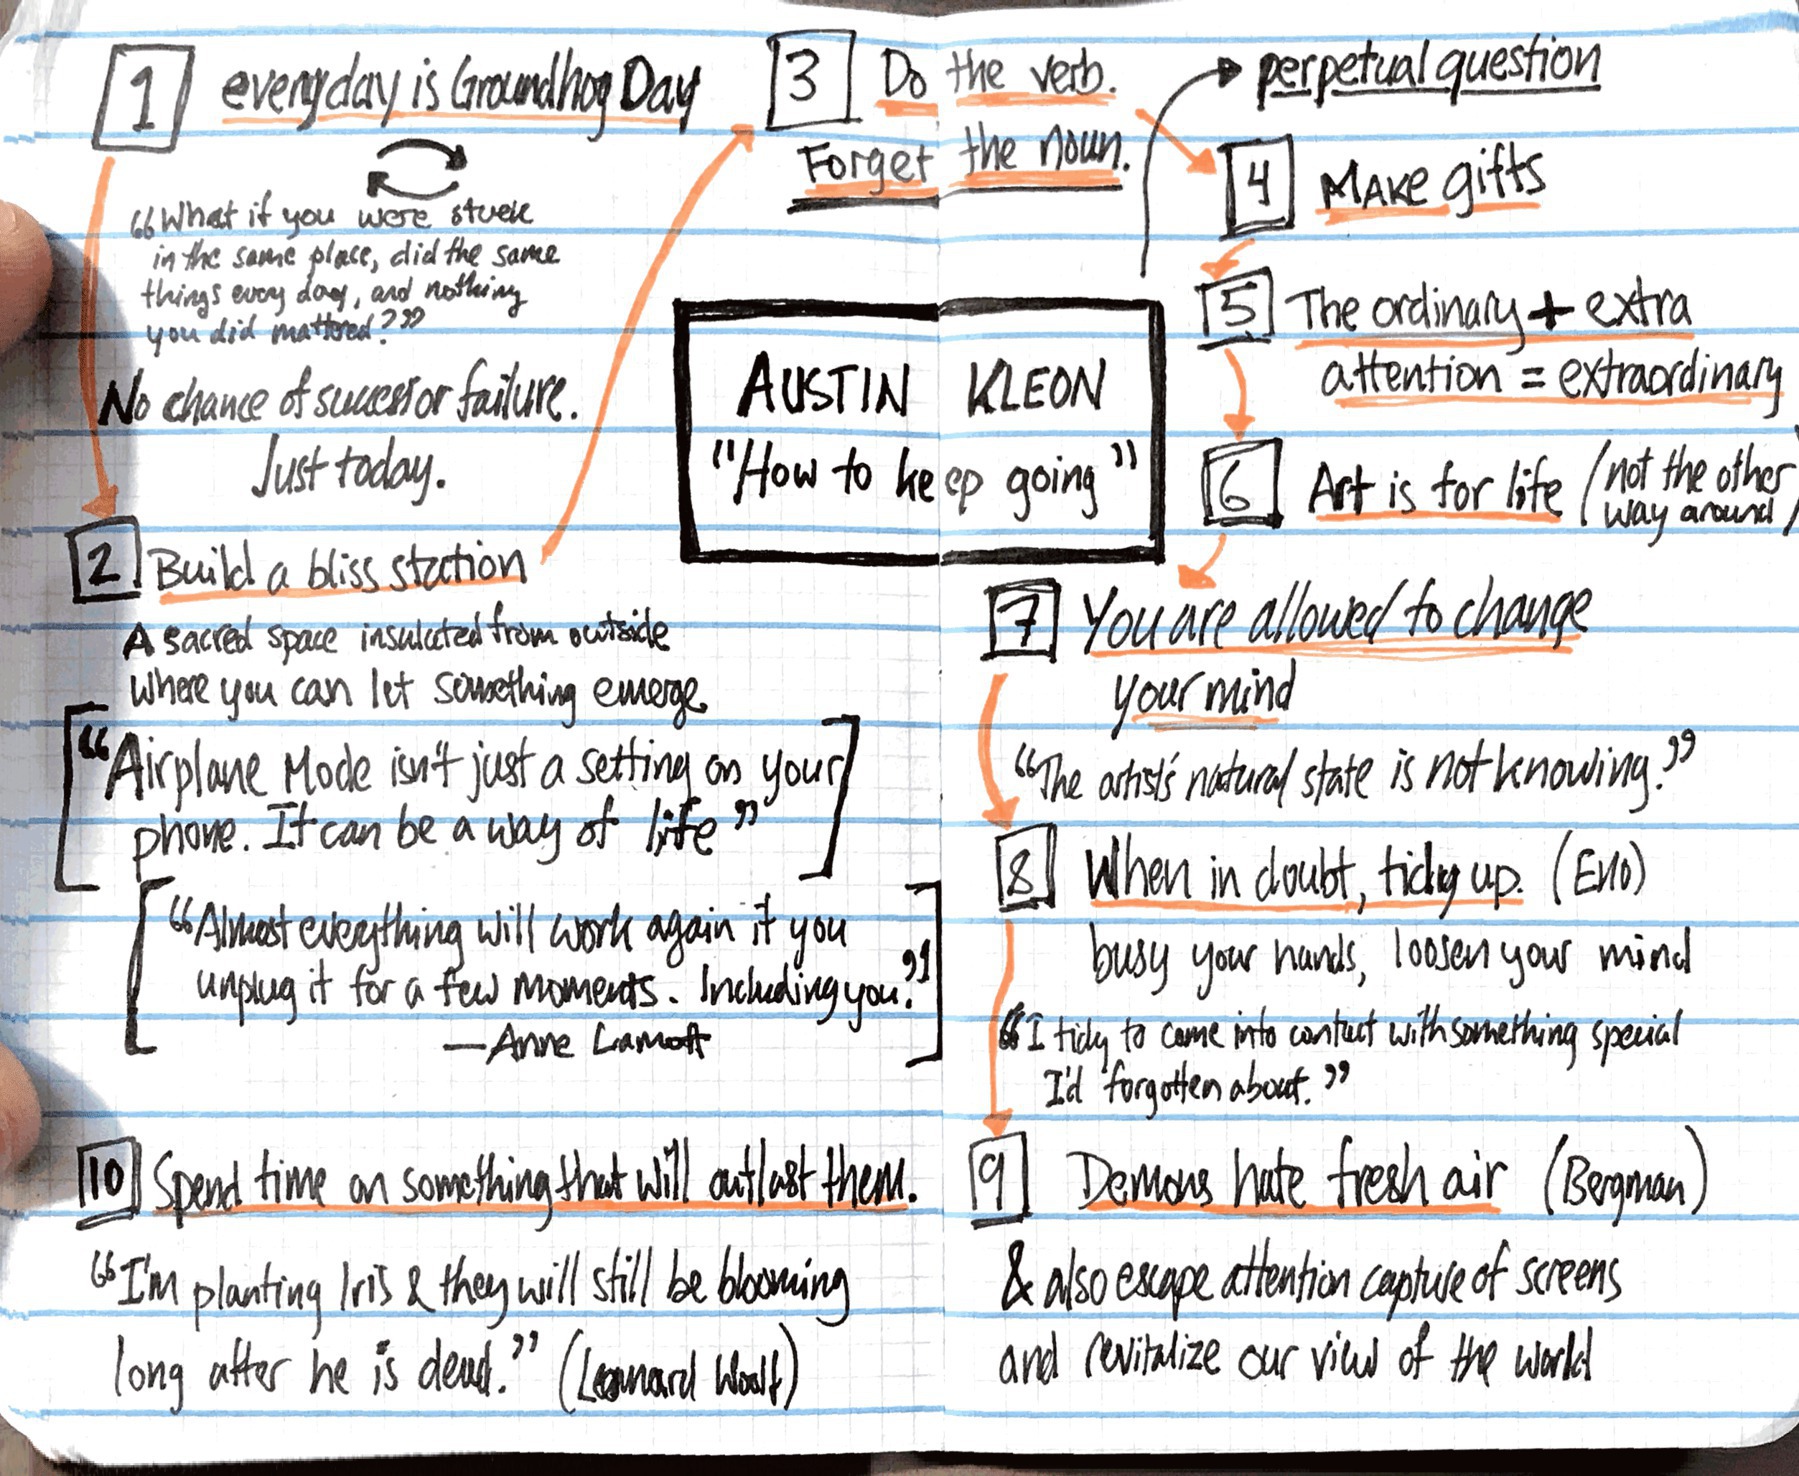 1 everyday is Groundhog Day
"What if you were stuck
in the same place, did the same
things every day, and nothing
you did mattered?"
No chance of success or failure.
Just today.
2 Build a bliss station
A sacred space insulated from outside
where you can let something emerge
"Airplane Mode isn't just a setting on your
phone. It can be a way of life"
"Almost everything will work again if you
unplug it for a few moments. Including you."
—Anne Lamott
3 Do the verb.
Forget the noun.
AUSTIN KLEON
"How to keep going"
perpetual question
4 MAKE gifts
5 The ordinary + extra
attention = extraordinary
6 Art is for life (not the other
way around)
7 You are allowed to change
your mind
"The artist's natural state is not knowing."
8 When in doubt, tidy up. (Eno)
busy your hands, loosen your mind
"I tidy to come into contact with something special
I'd forgotten about."
9 Demons hate fresh air (Bergman)
& also escape attention capture of screens
and revitalize our view of the world
10 Spend time on something that will outlast them.
"I'm planting Iris & they will still be blooming
long after he is dead." (Leonard Woolf)